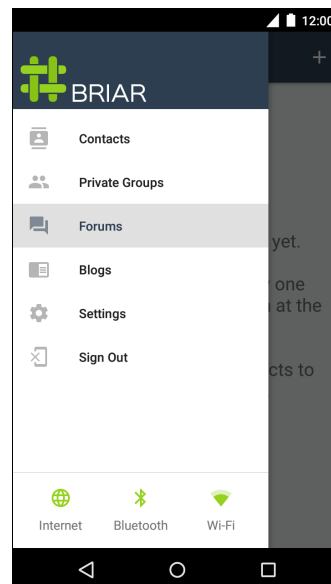 12:00
BRIAR
Contacts
Private Groups
Forums
yet.
Blogs
one
Settings
at the
Sign Out
cts to
Internet Bluetooth Wi-Fi